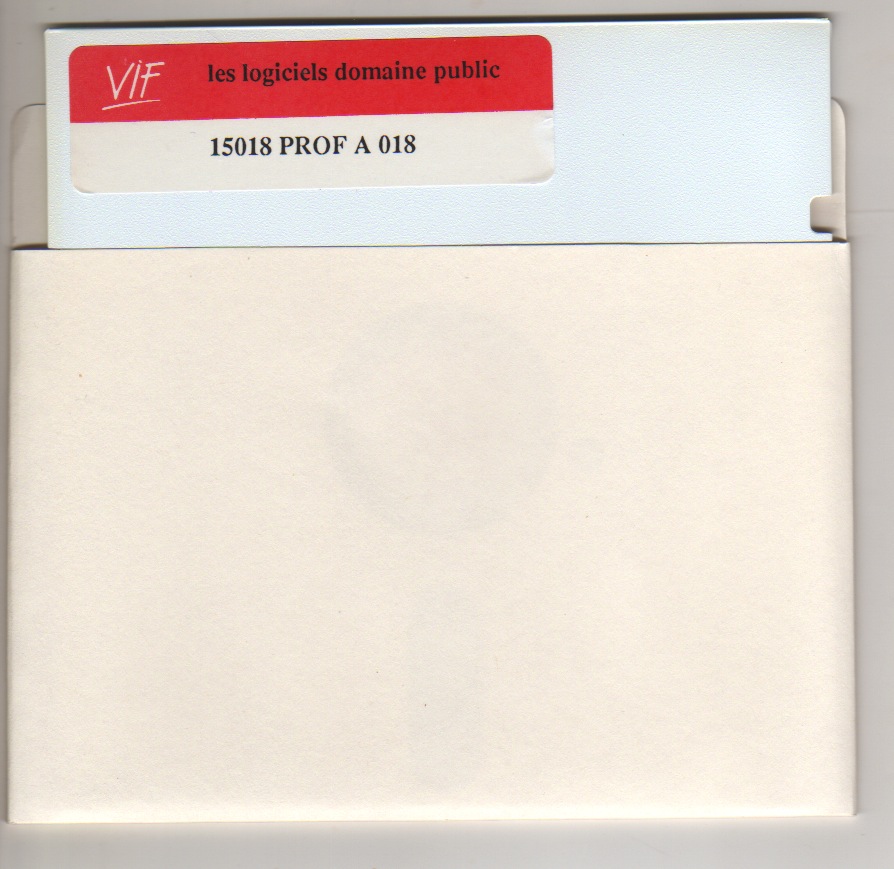 VIF
les logiciels domaine public
15018 PROF A 018